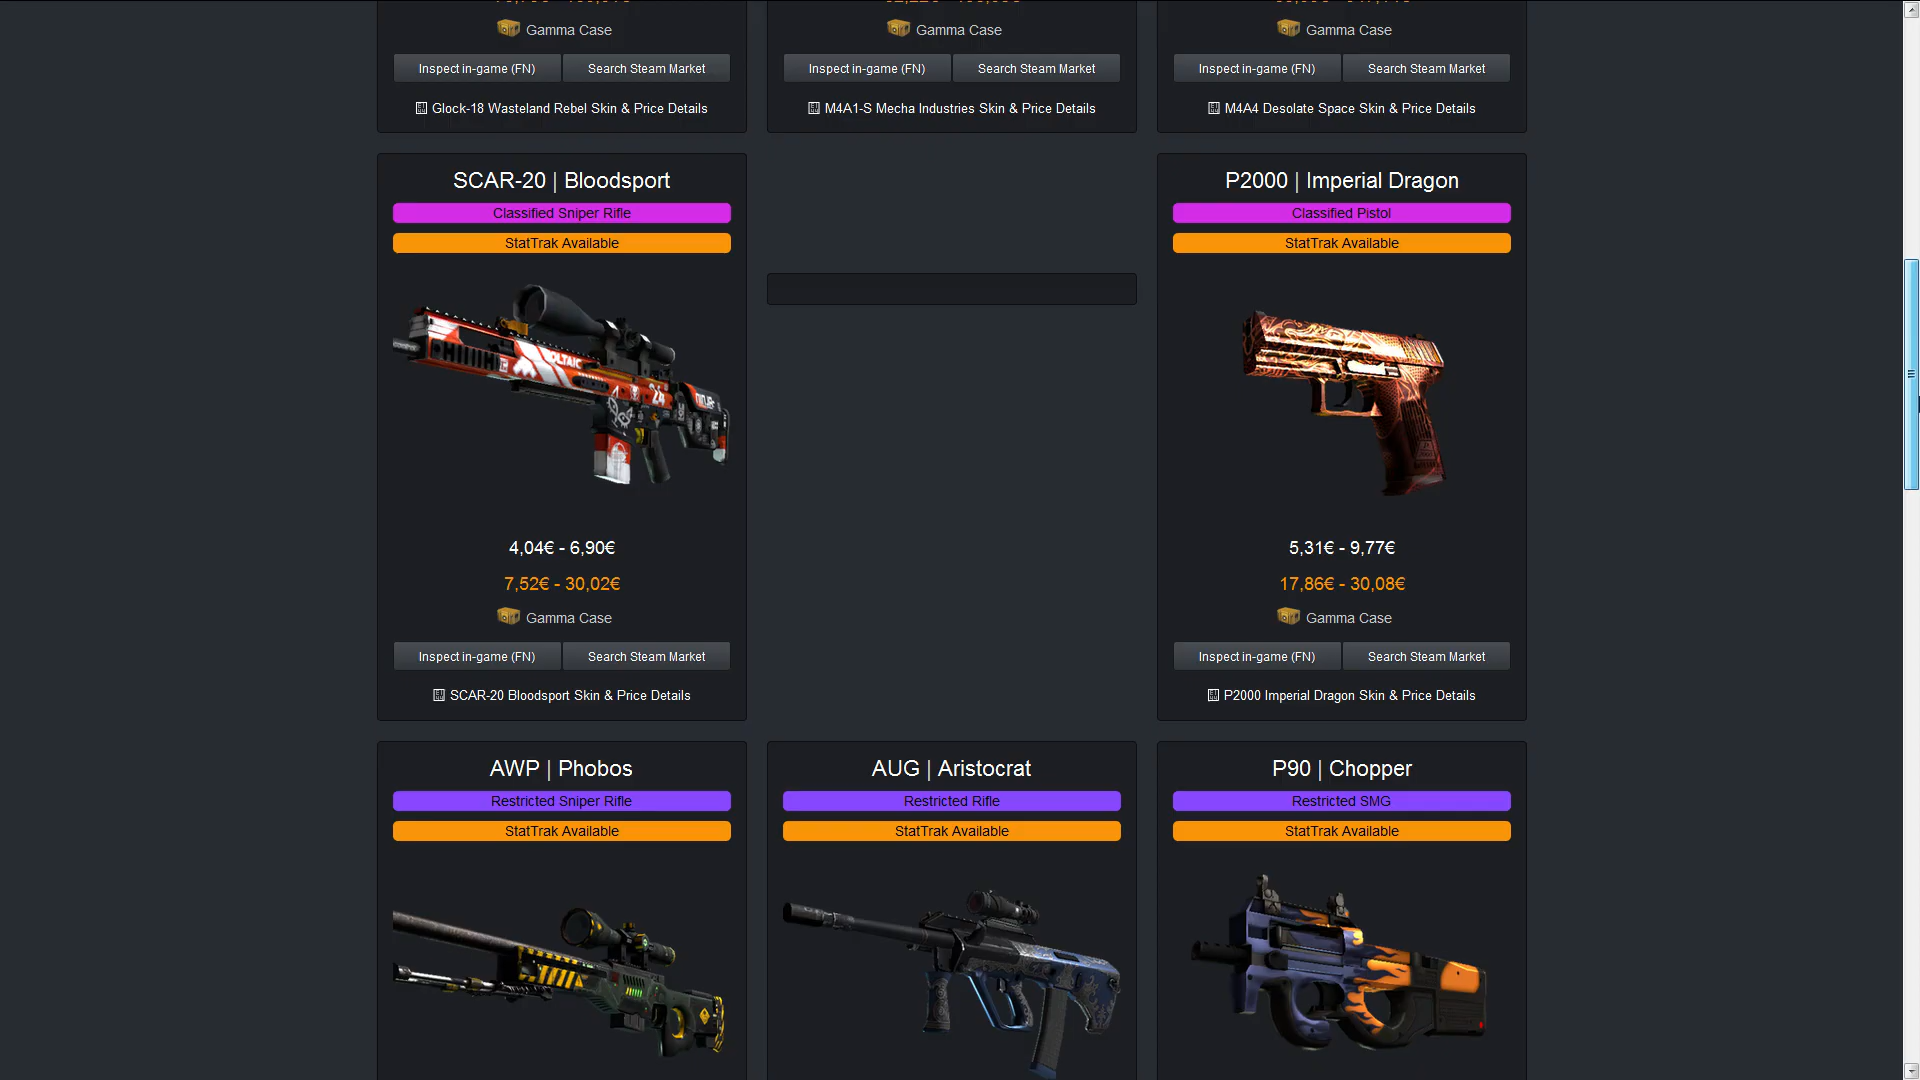 Gamma Case
Inspect in-game (FN)
Search Steam Market
Glock-18 Wasteland Rebel Skin & Price Details
Gamma Case
Inspect in-game (FN)
Search Steam Market
M4A1-S Mecha Industries Skin & Price Details
Gamma Case
Inspect in-game (FN)
Search Steam Market
M4A4 Desolate Space Skin & Price Details
SCAR-20 | Bloodsport
Classified Sniper Rifle
StatTrak Available
4,04€ - 6,90€
7,52€ - 30,02€
Gamma Case
Inspect in-game (FN)
Search Steam Market
SCAR-20 Bloodsport Skin & Price Details
P2000 | Imperial Dragon
Classified Pistol
StatTrak Available
5,31€ - 9,77€
17,86€ - 30,08€
Gamma Case
Inspect in-game (FN)
Search Steam Market
P2000 Imperial Dragon Skin & Price Details
AWP | Phobos
Restricted Sniper Rifle
StatTrak Available
AUG | Aristocrat
Restricted Rifle
StatTrak Available
P90 | Chopper
Restricted SMG
StatTrak Available